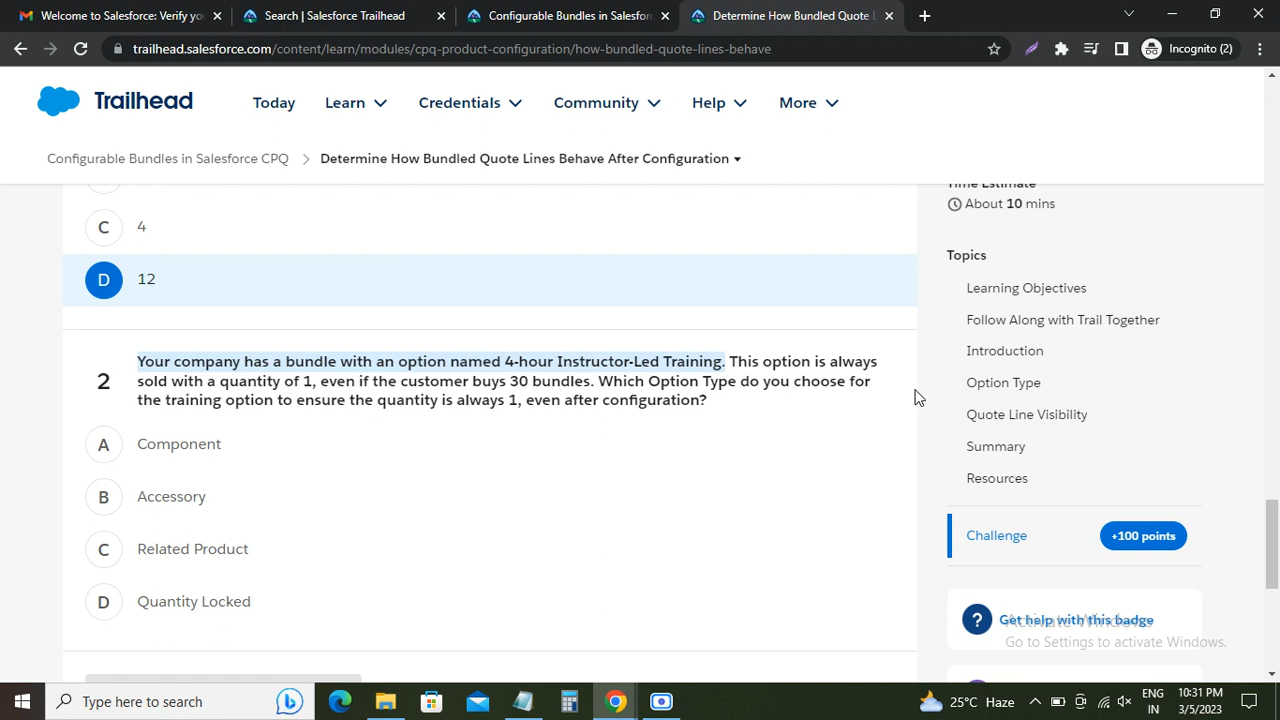 Welcome to Salesforce: Verify yo
Search | Salesforce Trailhead
Configurable Bundles in Salesfor
Determine How Bundled Quote L
trailhead.salesforce.com/content/learn/modules/cpq-product-configuration/how-bundled-quote-lines-behave
Incognito (2)
Trailhead
Today
Learn
Credentials
Community
Help
More
Configurable Bundles in Salesforce CPQ
Determine How Bundled Quote Lines Behave After Configuration
Time Estimate
About 10 mins
C 4
D 12
Topics
Learning Objectives
Follow Along with Trail Together
Introduction
Option Type
Quote Line Visibility
Summary
Resources
Challenge
+100 points
2
Your company has a bundle with an option named 4-hour Instructor-Led Training. This option is always
sold with a quantity of 1, even if the customer buys 30 bundles. Which Option Type do you choose for
the training option to ensure the quantity is always 1, even after configuration?
A Component
B Accessory
C Related Product
D Quantity Locked
? Get help with this badge
Activate Windows
Go to Settings to activate Windows.
Type here to search
25°C Haze
ENG
IN
10:31 PM
3/5/2023